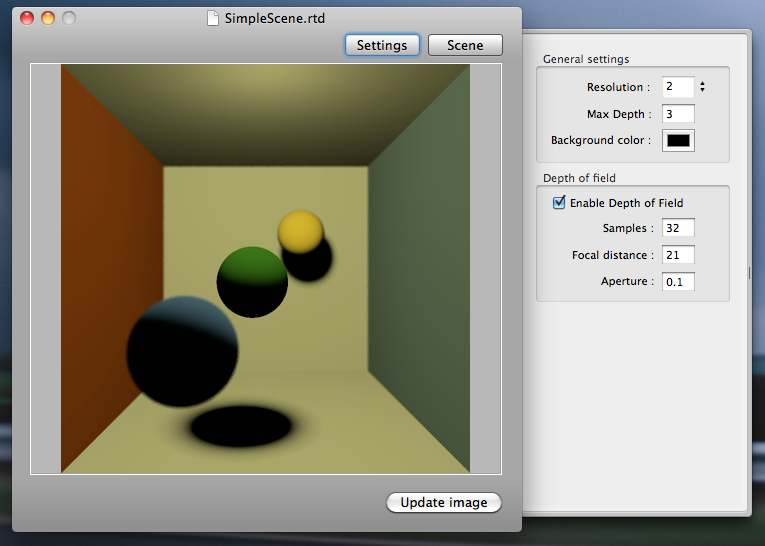 SimpleScene.rtd
Settings
Scene
General settings
Resolution : 2
Max Depth : 3
Background color :
Depth of field
Enable Depth of Field
Samples : 32
Focal distance : 21
Aperture : 0.1
Update image